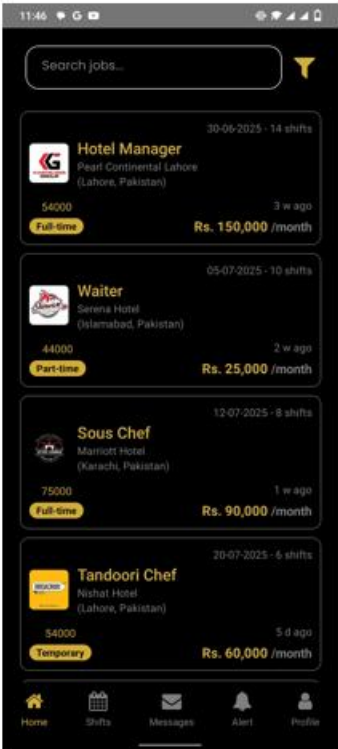 11:46
Search jobs...
30-06-2025 - 14 shifts
Hotel Manager
Pearl Continental Lahore
(Lahore, Pakistan)
54000
3 w ago
Full-time
Rs. 150,000 /month
05-07-2025 - 10 shifts
Waiter
Serena Hotel
(Islamabad, Pakistan)
44000
2 w ago
Part-time
Rs. 25,000 /month
12-07-2025 - 8 shifts
Sous Chef
Marriott Hotel
(Karachi, Pakistan)
75000
1 w ago
Full-time
Rs. 90,000 /month
20-07-2025 - 6 shifts
Tandoori Chef
Nishat Hotel
(Lahore, Pakistan)
54000
5 d ago
Temporary
Rs. 60,000 /month
Home
Shifts
Messages
Alert
Profile